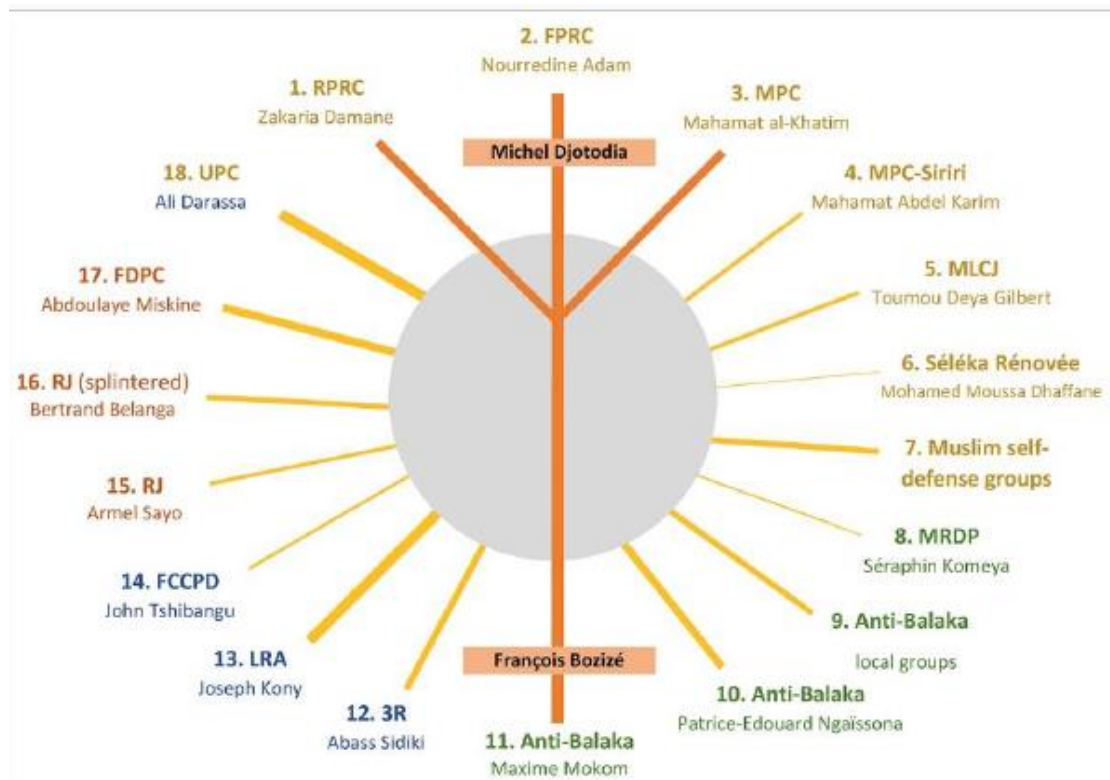 2. FPRC
Nourredine Adam
1. RPRC
Zakaria Damane
3. MPC
Mahamat al-Khatim
Michel Djotodia
18. UPC
Ali Darassa
4. MPC-Siriri
Mahamat Abdel Karim
17. FDPC
Abdoulaye Miskine
5. MLCJ
Toumou Deya Gilbert
16. RJ (splintered)
Bertrand Belanga
6. Séléka Rénovée
Mohamed Moussa Dhaffane
7. Muslim self-
defense groups
15. RJ
Armel Sayo
8. MRDP
Séraphin Komeya
14. FCCPD
John Tshibangu
9. Anti-Balaka
local groups
13. LRA
Joseph Kony
François Bozizé
10. Anti-Balaka
Patrice-Edouard Ngaïssona
12. 3R
Abass Sidiki
11. Anti-Balaka
Maxime Mokom